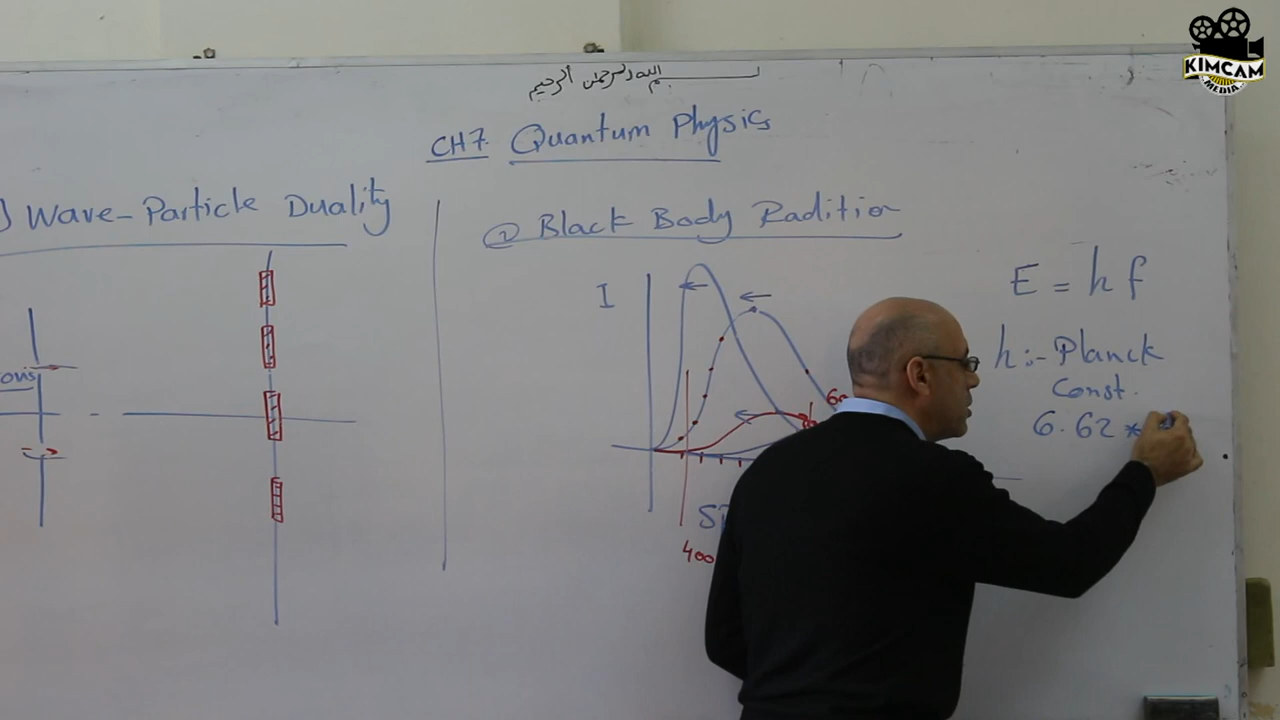 بسم الله الرحمن الرحيم
CH7. Quantum Physics
) Wave-Particle Duality
② Black Body Radition
I
E = h f
h :- Planck
Const.
6.62 *
400
KIMCAM
MEDIA